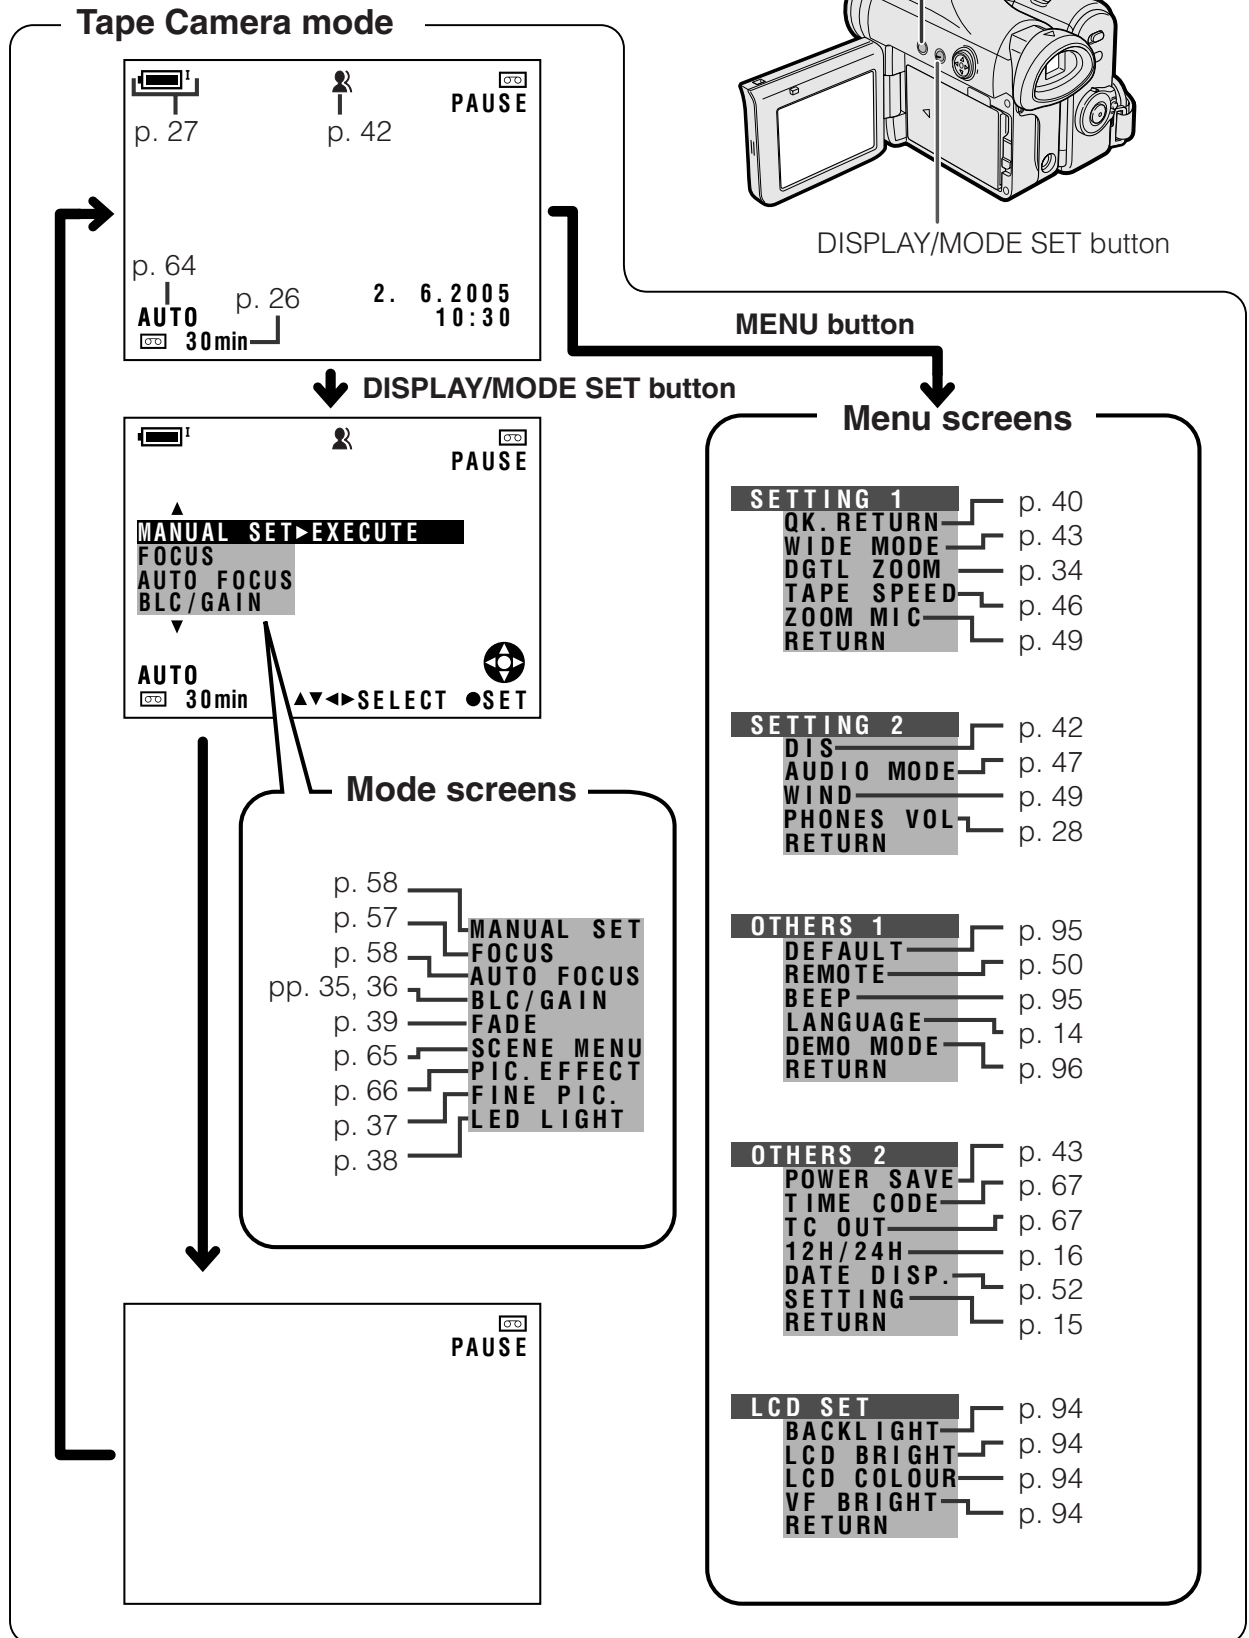 Tape Camera mode
I
PAUSE
p. 27
p. 42
p. 64
p. 26
AUTO
30min
2. 6.2005
10:30
DISPLAY/MODE SET button
MENU button
DISPLAY/MODE SET button
I
PAUSE
▲
MANUAL SET▶EXECUTE
FOCUS
AUTO FOCUS
BLC/GAIN
▼
AUTO
30min
▲▼◀▶SELECT ●SET
Mode screens
p. 58 MANUAL SET
p. 57 FOCUS
p. 58 AUTO FOCUS
pp. 35, 36 BLC/GAIN
p. 39 FADE
p. 65 SCENE MENU
p. 66 PIC.EFFECT
p. 37 FINE PIC.
p. 38 LED LIGHT
PAUSE
Menu screens
SETTING 1
QK.RETURN p. 40
WIDE MODE p. 43
DGTL ZOOM p. 34
TAPE SPEED p. 46
ZOOM MIC p. 49
RETURN
SETTING 2
DIS p. 42
AUDIO MODE p. 47
WIND p. 49
PHONES VOL p. 28
RETURN
OTHERS 1
DEFAULT p. 95
REMOTE p. 50
BEEP p. 95
LANGUAGE p. 14
DEMO MODE p. 96
RETURN
OTHERS 2
POWER SAVE p. 43
TIME CODE p. 67
TC OUT p. 67
12H/24H p. 16
DATE DISP. p. 52
SETTING p. 15
RETURN
LCD SET
BACKLIGHT p. 94
LCD BRIGHT p. 94
LCD COLOUR p. 94
VF BRIGHT p. 94
RETURN